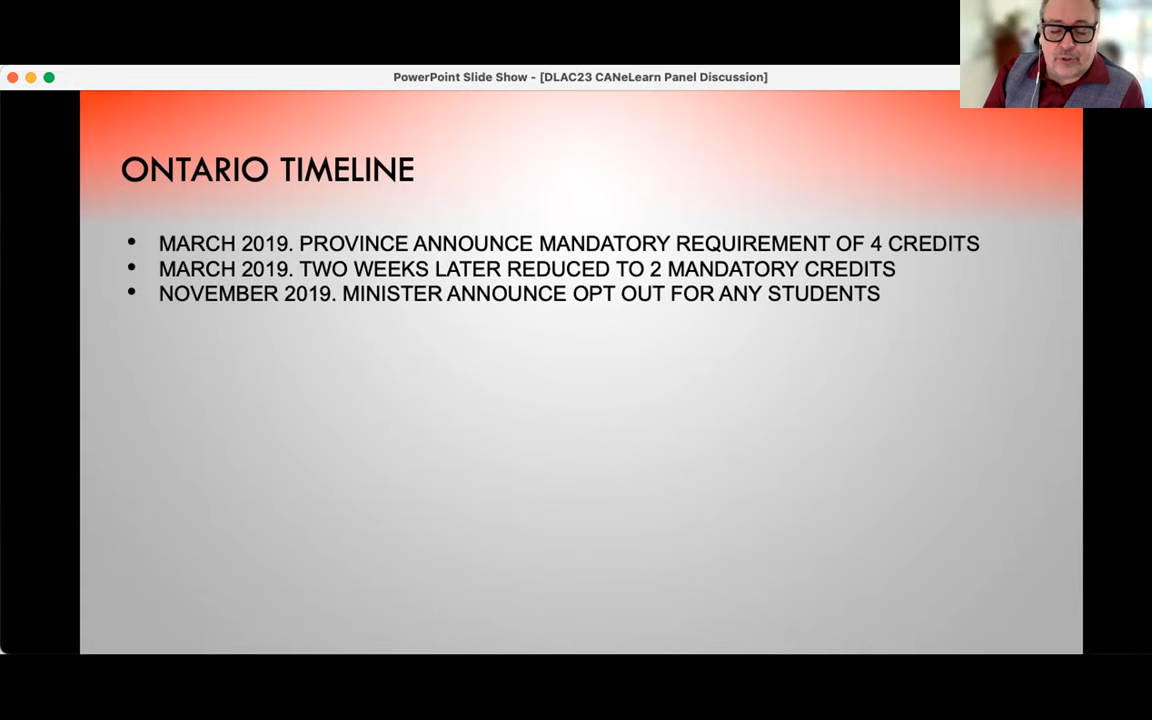 PowerPoint Slide Show - [DLAC23 CANeLearn Panel Discussion]
ONTARIO TIMELINE
• MARCH 2019. PROVINCE ANNOUNCE MANDATORY REQUIREMENT OF 4 CREDITS
• MARCH 2019. TWO WEEKS LATER REDUCED TO 2 MANDATORY CREDITS
• NOVEMBER 2019. MINISTER ANNOUNCE OPT OUT FOR ANY STUDENTS